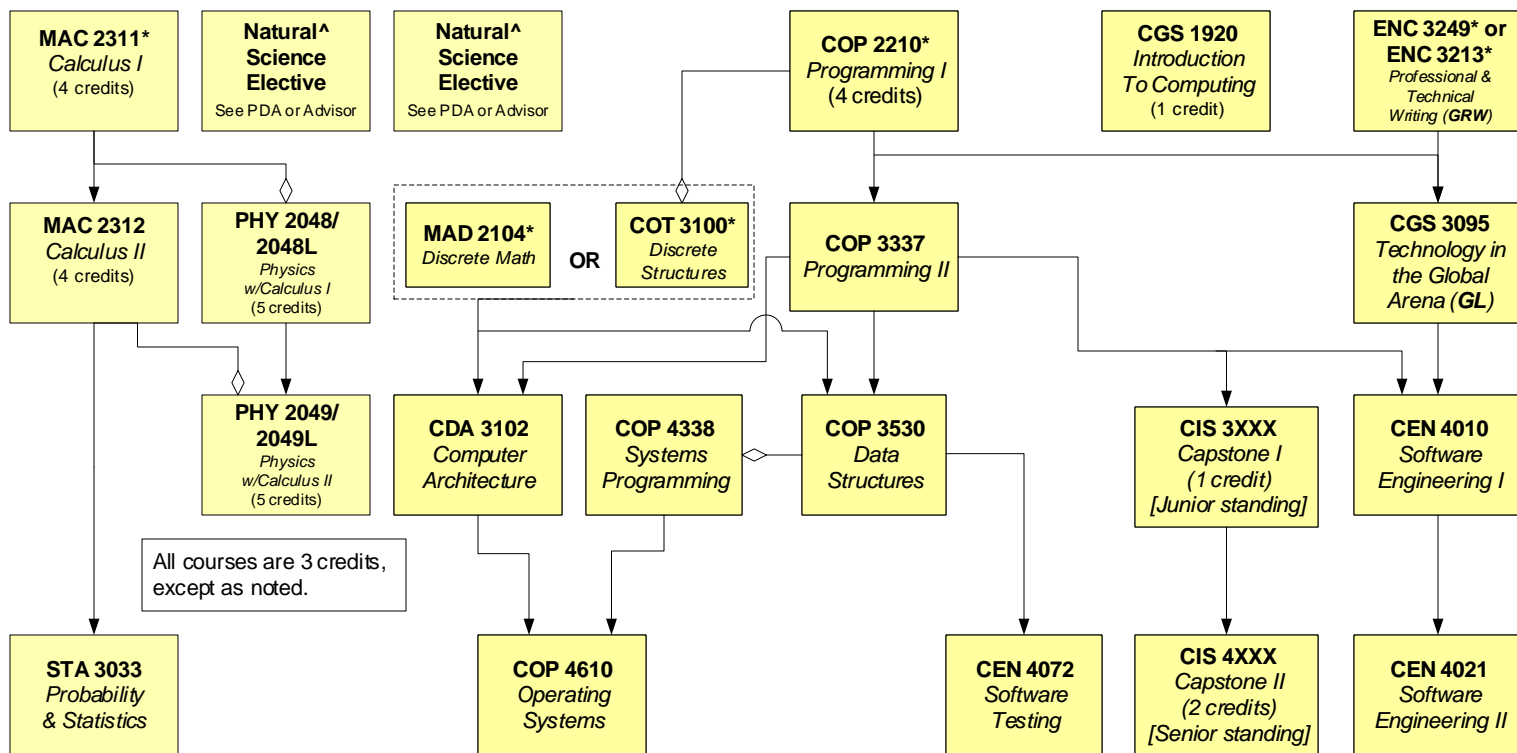 MAC 2311*
Calculus I
(4 credits)
Natural^
Science
Elective
See PDA or Advisor
Natural^
Science
Elective
See PDA or Advisor
COP 2210*
Programming I
(4 credits)
CGS 1920
Introduction
To Computing
(1 credit)
ENC 3249* or
ENC 3213*
Professional &
Technical
Writing (GRW)
MAC 2312
Calculus II
(4 credits)
PHY 2048/
2048L
Physics
w/Calculus I
(5 credits)
MAD 2104*
Discrete Math
OR
COT 3100*
Discrete
Structures
COP 3337
Programming II
CGS 3095
Technology in
the Global
Arena (GL)
PHY 2049/
2049L
Physics
w/Calculus II
(5 credits)
CDA 3102
Computer
Architecture
COP 4338
Systems
Programming
COP 3530
Data
Structures
CIS 3XXX
Capstone I
(1 credit)
[Junior standing]
CEN 4010
Software
Engineering I
All courses are 3 credits,
except as noted.
STA 3033
Probability
& Statistics
COP 4610
Operating
Systems
CEN 4072
Software
Testing
CIS 4XXX
Capstone II
(2 credits)
[Senior standing]
CEN 4021
Software
Engineering II